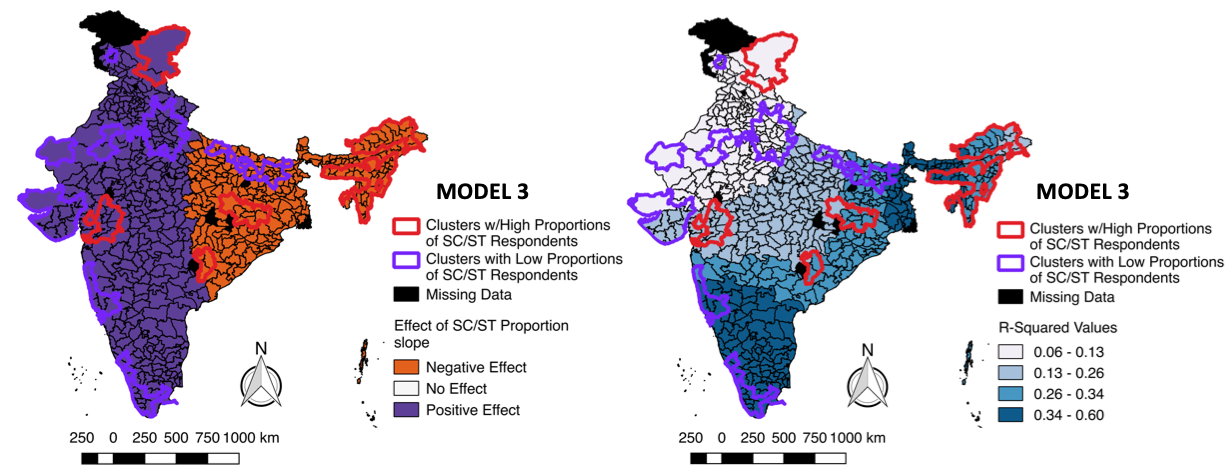 MODEL 3
Clusters w/High Proportions
of SC/ST Respondents
Clusters with Low Proportions
of SC/ST Respondents
Missing Data
Effect of SC/ST Proportion
slope
Negative Effect
No Effect
Positive Effect
N
250 0 250 500 750 1000 km
MODEL 3
Clusters w/High Proportions
of SC/ST Respondents
Clusters with Low Proportions
of SC/ST Respondents
Missing Data
R-Squared Values
0.06 - 0.13
0.13 - 0.26
0.26 - 0.34
0.34 - 0.60
N
250 0 250 500 750 1000 km